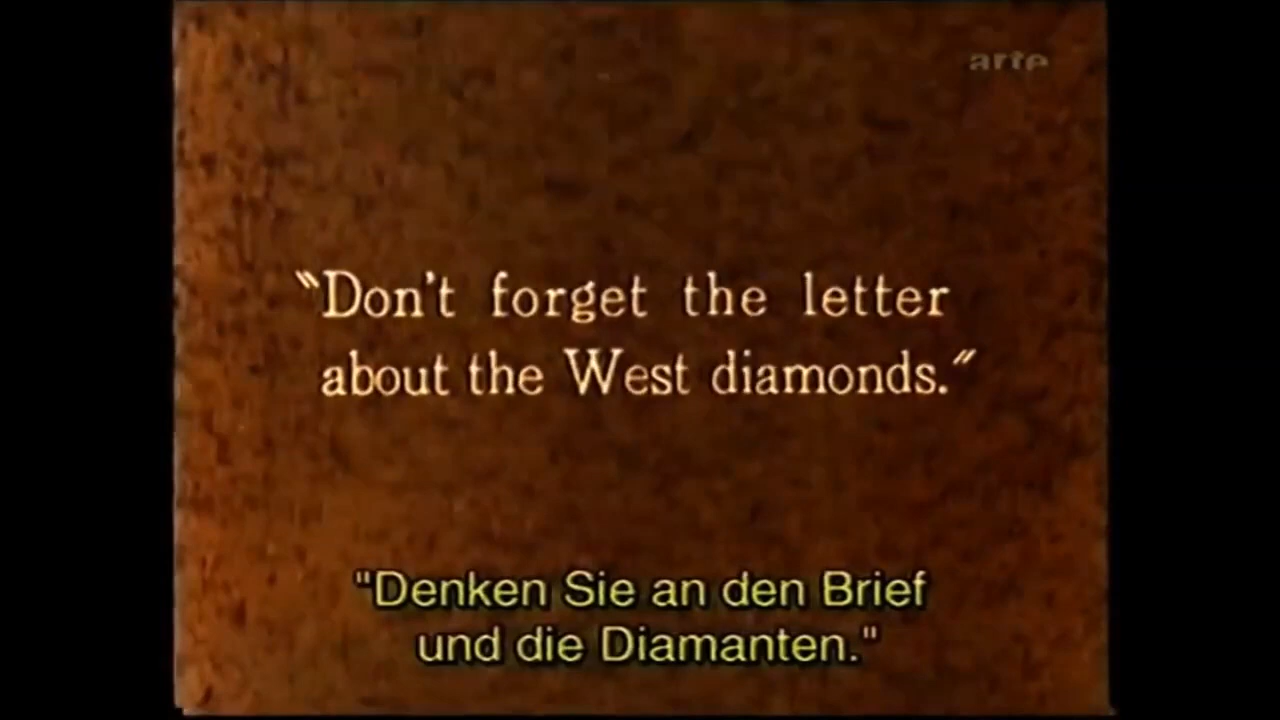 arte
"Don't forget the letter
about the West diamonds."
"Denken Sie an den Brief
und die Diamanten."